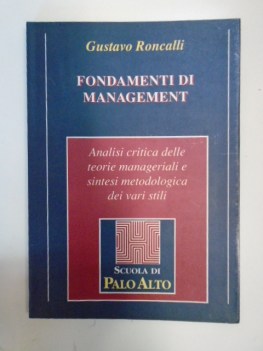 Gustavo Roncalli
FONDAMENTI DI
MANAGEMENT
Analisi critica delle
teorie manageriali e
sintesi metodologica
dei vari stili
SCUOLA DI
PALO ALTO